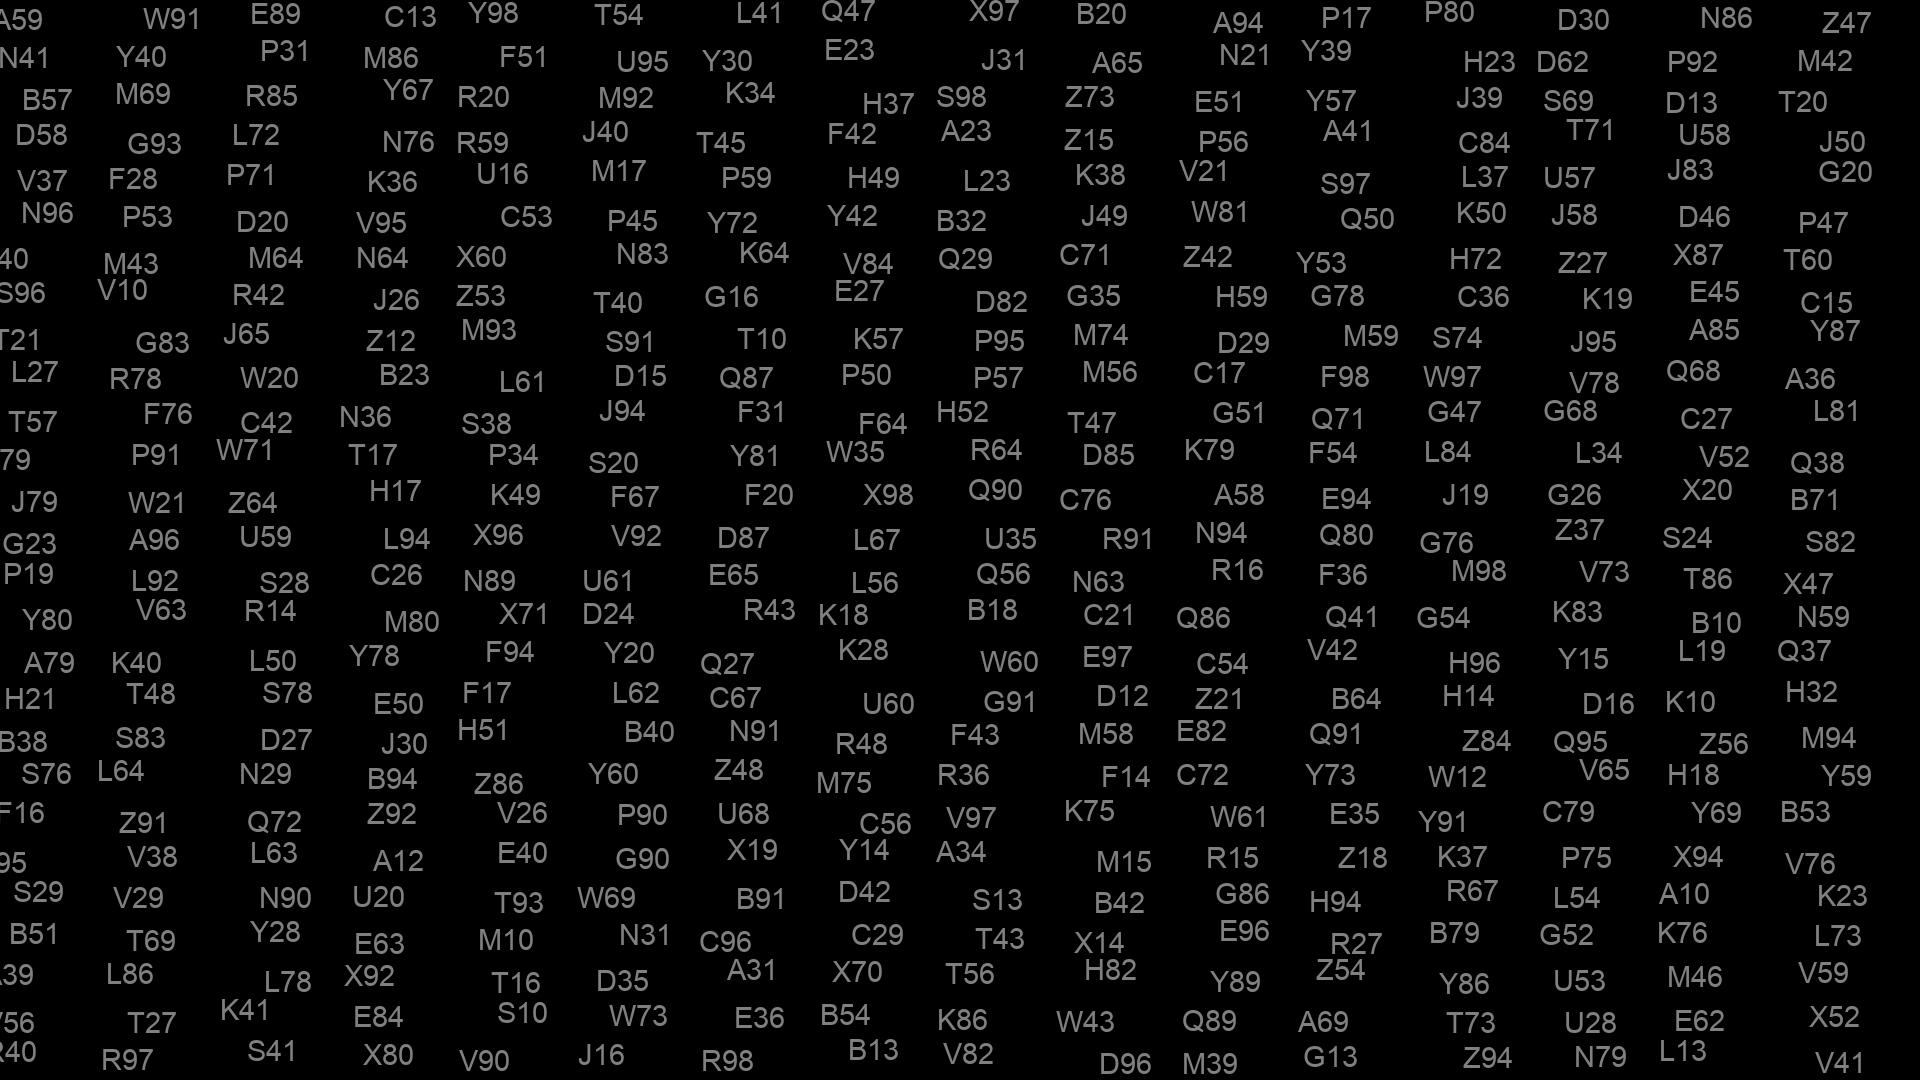 A59 W91 E89 C13 Y98 T54 L41 Q47 X97 B20 A94 P17 P80 D30 N86 Z47
N41 Y40 P31 M86 F51 U95 Y30 E23 J31 A65 N21 Y39 H23 D62 P92 M42
B57 M69 R85 Y67 R20 M92 K34 H37 S98 Z73 E51 Y57 J39 S69 D13 T20
D58 G93 L72 N76 R59 J40 T45 F42 A23 Z15 P56 A41 C84 T71 U58 J50
V37 F28 P71 K36 U16 M17 P59 H49 L23 K38 V21 S97 L37 U57 J83 G20
N96 P53 D20 V95 C53 P45 Y72 Y42 B32 J49 W81 Q50 K50 J58 D46 P47
40 M43 M64 N64 X60 N83 K64 V84 Q29 C71 Z42 Y53 H72 Z27 X87 T60
S96 V10 R42 J26 Z53 T40 G16 E27 D82 G35 H59 G78 C36 K19 E45 C15
T21 G83 J65 Z12 M93 S91 T10 K57 P95 M74 D29 M59 S74 J95 A85 Y87
L27 R78 W20 B23 L61 D15 Q87 P50 P57 M56 C17 F98 W97 V78 Q68 A36
T57 F76 C42 N36 S38 J94 F31 F64 H52 T47 G51 Q71 G47 G68 C27 L81
79 P91 W71 T17 P34 S20 Y81 W35 R64 D85 K79 F54 L84 L34 V52 Q38
J79 W21 Z64 H17 K49 F67 F20 X98 Q90 C76 A58 E94 J19 G26 X20 B71
G23 A96 U59 L94 X96 V92 D87 L67 U35 R91 N94 Q80 G76 Z37 S24 S82
P19 L92 S28 C26 N89 U61 E65 L56 Q56 N63 R16 F36 M98 V73 T86 X47
Y80 V63 R14 M80 X71 D24 R43 K18 B18 C21 Q86 Q41 G54 K83 B10 N59
A79 K40 L50 Y78 F94 Y20 Q27 K28 W60 E97 C54 V42 H96 Y15 L19 Q37
H21 T48 S78 E50 F17 L62 C67 U60 G91 D12 Z21 B64 H14 D16 K10 H32
B38 S83 D27 J30 H51 B40 N91 R48 F43 M58 E82 Q91 Z84 Q95 Z56 M94
S76 L64 N29 B94 Z86 Y60 Z48 M75 R36 F14 C72 Y73 W12 V65 H18 Y59
F16 Z91 Q72 Z92 V26 P90 U68 C56 V97 K75 W61 E35 Y91 C79 Y69 B53
95 V38 L63 A12 E40 G90 X19 Y14 A34 M15 R15 Z18 K37 P75 X94 V76
S29 V29 N90 U20 T93 W69 B91 D42 S13 B42 G86 H94 R67 L54 A10 K23
B51 T69 Y28 E63 M10 N31 C96 C29 T43 X14 E96 R27 B79 G52 K76 L73
39 L86 L78 X92 T16 D35 A31 X70 T56 H82 Y89 Z54 Y86 U53 M46 V59
56 T27 K41 E84 S10 W73 E36 B54 K86 W43 Q89 A69 T73 U28 E62 X52
R40 R97 S41 X80 V90 J16 R98 B13 V82 D96 M39 G13 Z94 N79 L13 V41